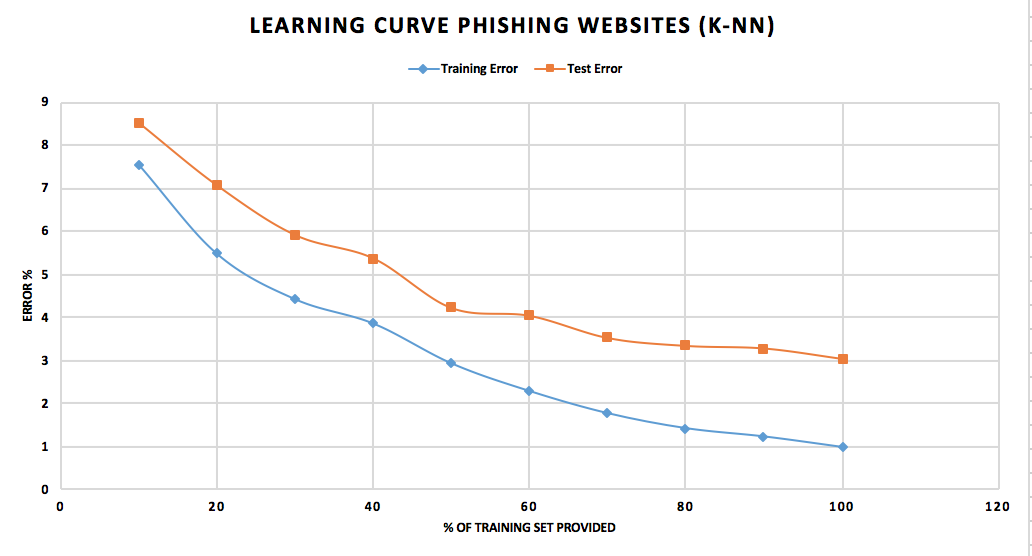 LEARNING CURVE PHISHING WEBSITES (K-NN)
Training Error Test Error
9
8
7
6
5
4
3
2
1
0
ERROR %
0 20 40 60 80 100 120
% OF TRAINING SET PROVIDED